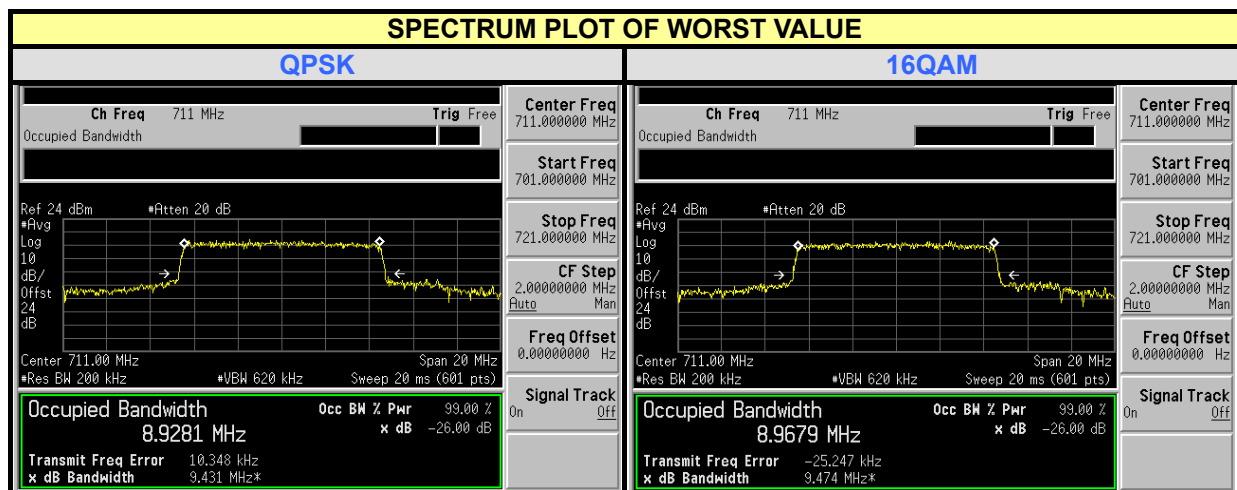 SPECTRUM PLOT OF WORST VALUE
QPSK
Ch Freq 711 MHz Trig Free
Occupied Bandwidth
Ref 24 dBm #Atten 20 dB
#Avg
Log
10
dB/
Offst
24
dB
Center 711.00 MHz Span 20 MHz
#Res BW 200 kHz #VBW 620 kHz Sweep 20 ms (601 pts)
Occupied Bandwidth Occ BW % Pwr 99.00 %
8.9281 MHz x dB -26.00 dB
Transmit Freq Error 10.348 kHz
x dB Bandwidth 9.431 MHz*
Center Freq
711.000000 MHz
Start Freq
701.000000 MHz
Stop Freq
721.000000 MHz
CF Step
2.00000000 MHz
Auto Man
Freq Offset
0.00000000 Hz
Signal Track
On Off
16QAM
Ch Freq 711 MHz Trig Free
Occupied Bandwidth
Ref 24 dBm #Atten 20 dB
#Avg
Log
10
dB/
Offst
24
dB
Center 711.00 MHz Span 20 MHz
#Res BW 200 kHz #VBW 620 kHz Sweep 20 ms (601 pts)
Occupied Bandwidth Occ BW % Pwr 99.00 %
8.9679 MHz x dB -26.00 dB
Transmit Freq Error -25.247 kHz
x dB Bandwidth 9.474 MHz*
Center Freq
711.000000 MHz
Start Freq
701.000000 MHz
Stop Freq
721.000000 MHz
CF Step
2.00000000 MHz
Auto Man
Freq Offset
0.00000000 Hz
Signal Track
On Off